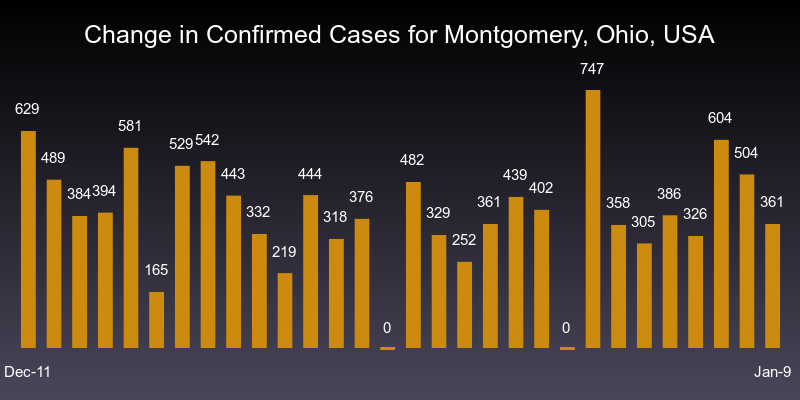 Change in Confirmed Cases for Montgomery, Ohio, USA
629 489 384 394 581 165 529 542 443 332 219 444 318 376 0 482 329 252 361 439 402 0 747 358 305 386 326 604 504 361
Dec-11 Jan-9